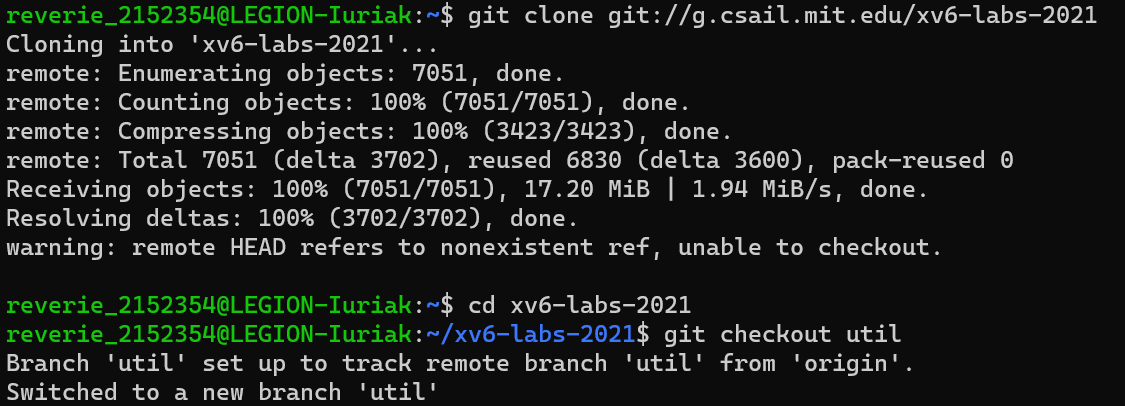 reverie_2152354@LEGION-Iuriak:~$ git clone git://g.csail.mit.edu/xv6-labs-2021
Cloning into 'xv6-labs-2021'...
remote: Enumerating objects: 7051, done.
remote: Counting objects: 100% (7051/7051), done.
remote: Compressing objects: 100% (3423/3423), done.
remote: Total 7051 (delta 3702), reused 6830 (delta 3600), pack-reused 0
Receiving objects: 100% (7051/7051), 17.20 MiB | 1.94 MiB/s, done.
Resolving deltas: 100% (3702/3702), done.
warning: remote HEAD refers to nonexistent ref, unable to checkout.
reverie_2152354@LEGION-Iuriak:~$ cd xv6-labs-2021
reverie_2152354@LEGION-Iuriak:~/xv6-labs-2021$ git checkout util
Branch 'util' set up to track remote branch 'util' from 'origin'.
Switched to a new branch 'util'